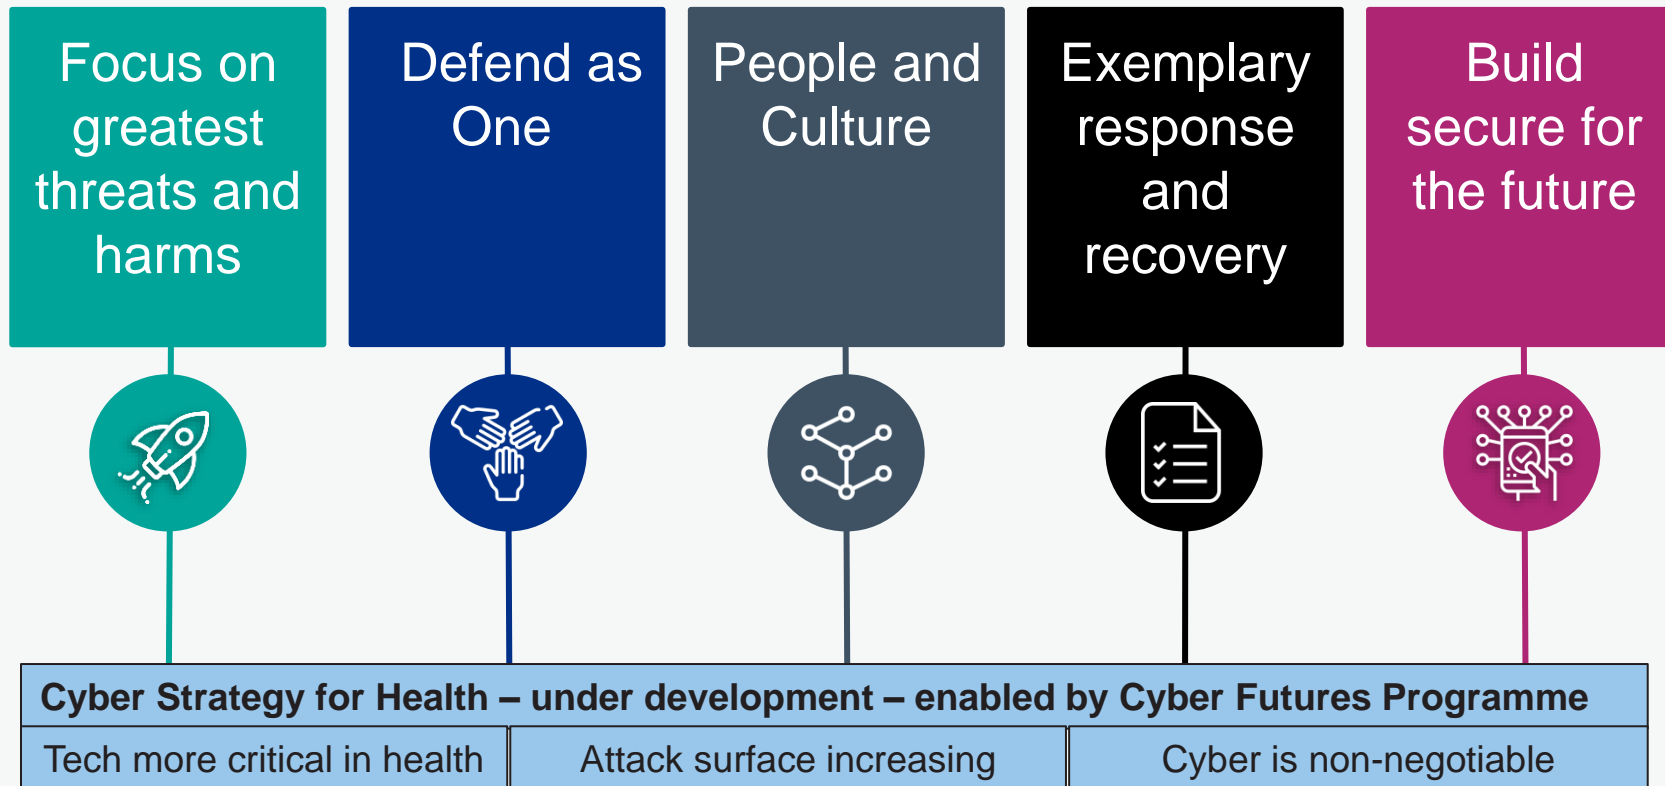 Focus on
greatest
threats and
harms
Defend as
One
People and
Culture
Exemplary
response
and
recovery
Build
secure for
the future
Cyber Strategy for Health – under development – enabled by Cyber Futures Programme
Tech more critical in health
Attack surface increasing
Cyber is non-negotiable